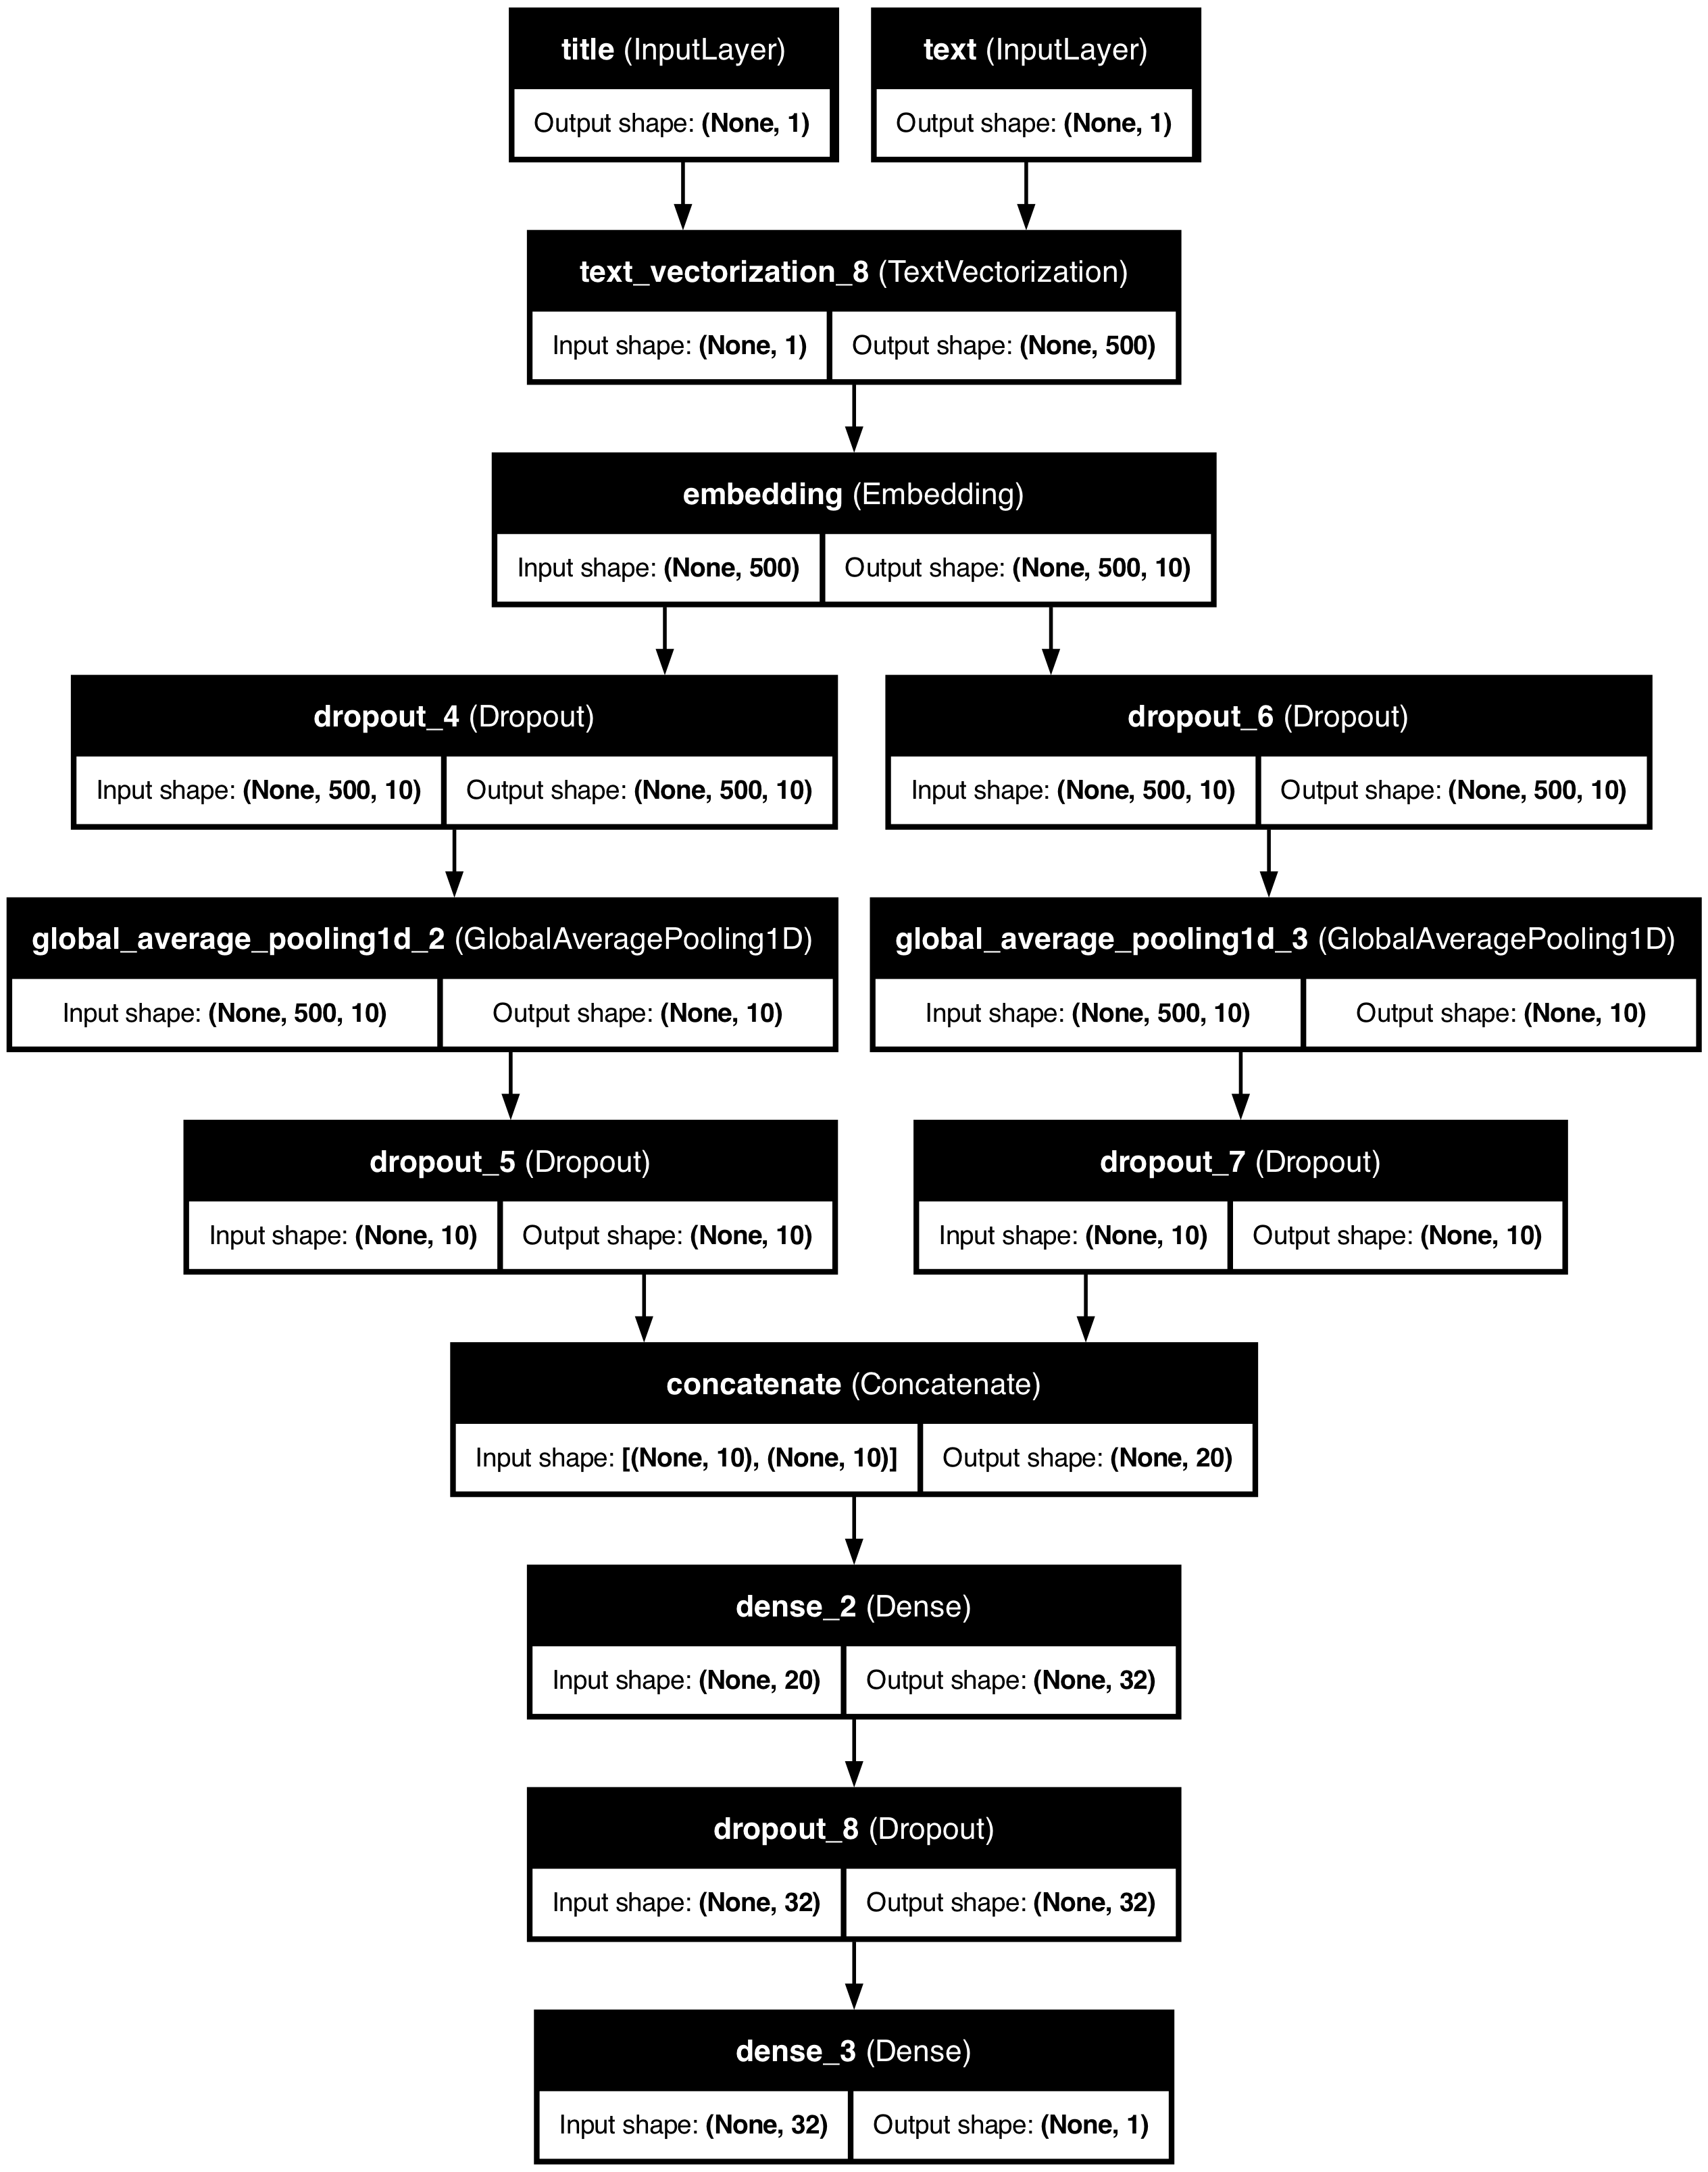 title (InputLayer)
Output shape: (None, 1)
text (InputLayer)
Output shape: (None, 1)
text_vectorization_8 (TextVectorization)
Input shape: (None, 1)
Output shape: (None, 500)
embedding (Embedding)
Input shape: (None, 500)
Output shape: (None, 500, 10)
dropout_4 (Dropout)
Input shape: (None, 500, 10)
Output shape: (None, 500, 10)
dropout_6 (Dropout)
Input shape: (None, 500, 10)
Output shape: (None, 500, 10)
global_average_pooling1d_2 (GlobalAveragePooling1D)
Input shape: (None, 500, 10)
Output shape: (None, 10)
global_average_pooling1d_3 (GlobalAveragePooling1D)
Input shape: (None, 500, 10)
Output shape: (None, 10)
dropout_5 (Dropout)
Input shape: (None, 10)
Output shape: (None, 10)
dropout_7 (Dropout)
Input shape: (None, 10)
Output shape: (None, 10)
concatenate (Concatenate)
Input shape: [(None, 10), (None, 10)]
Output shape: (None, 20)
dense_2 (Dense)
Input shape: (None, 20)
Output shape: (None, 32)
dropout_8 (Dropout)
Input shape: (None, 32)
Output shape: (None, 32)
dense_3 (Dense)
Input shape: (None, 32)
Output shape: (None, 1)